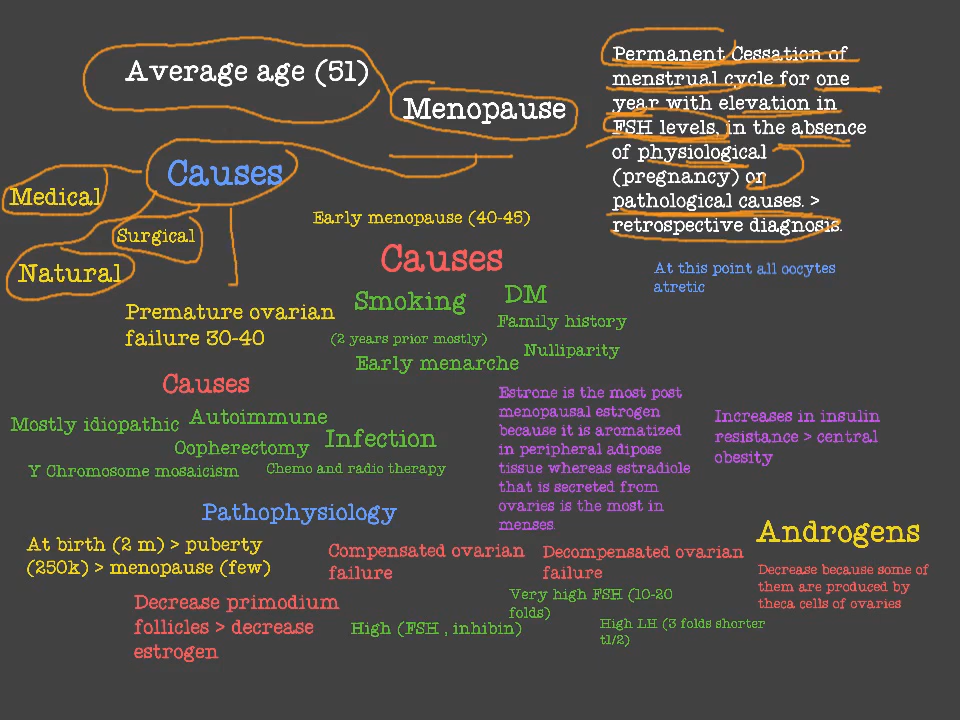 Average age (51)
Menopause
Permanent Cessation of
menstrual cycle for one
year with elevation in
FSH levels, in the absence
of physiological
(pregnancy) or
pathological causes. >
retrospective diagnosis.
At this point all oocytes
atretic
Causes
Medical
Surgical
Natural
Early menopause (40-45)
Causes
Smoking
DM
(2 years prior mostly)
Family history
Early menarche
Nulliparity
Premature ovarian
failure 30-40
Causes
Mostly idiopathic
Autoimmune
Oopherectomy
Infection
Y Chromosome mosaicism
Chemo and radio therapy
Estrone is the most post
menopausal estrogen
because it is aromatized
in peripheral adipose
tissue whereas estradiole
that is secreted from
ovaries is the most in
menses.
Increases in insulin
resistance > central
obesity
Pathophysiology
At birth (2 m) > puberty
(250k) > menopause (few)
Decrease primodium
follicles > decrease
estrogen
Compensated ovarian
failure
High (FSH , inhibin)
Decompensated ovarian
failure
Very high FSH (10-20
folds)
High LH (3 folds shorter
t1/2)
Androgens
Decrease because some of
them are produced by
theca cells of ovaries